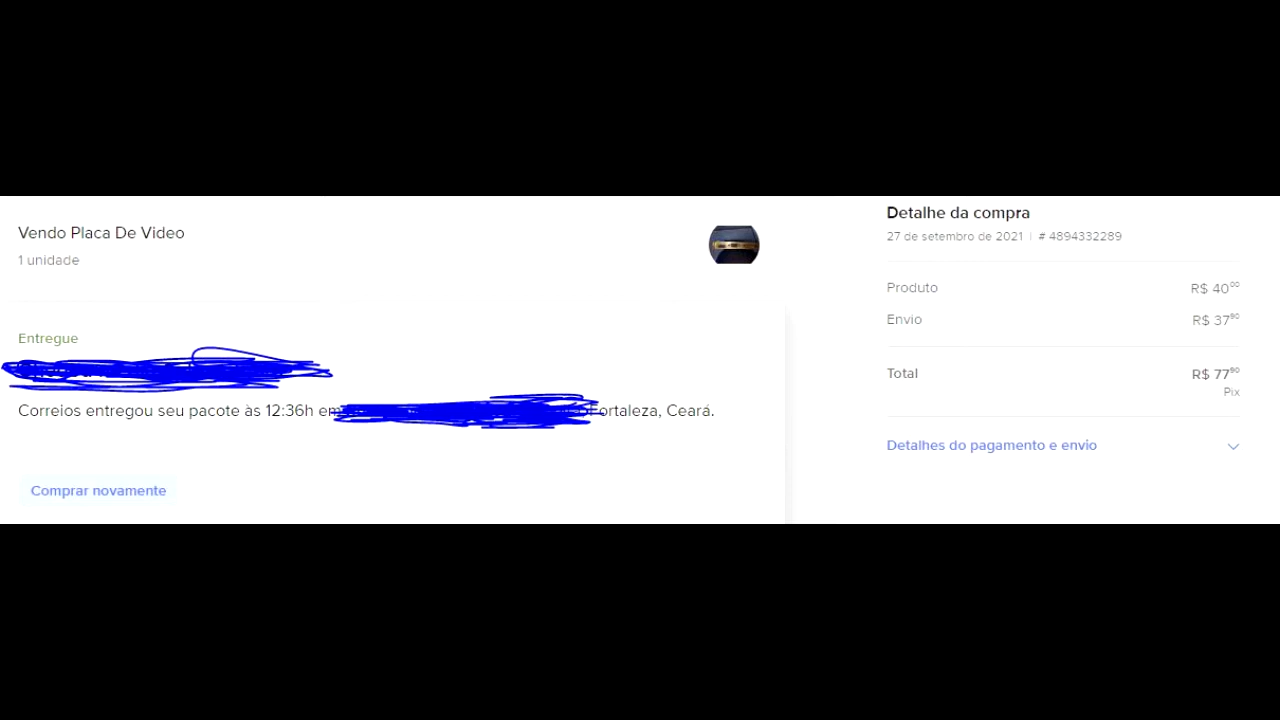 Vendo Placa De Video
1 unidade
Entregue
Correios entregou seu pacote às 12:36h em Fortaleza, Ceará.
Comprar novamente
Detalhe da compra
27 de setembro de 2021 | # 4894332289
Produto R$ 40⁰⁰
Envio R$ 37⁹⁰
Total R$ 77⁹⁰
Pix
Detalhes do pagamento e envio